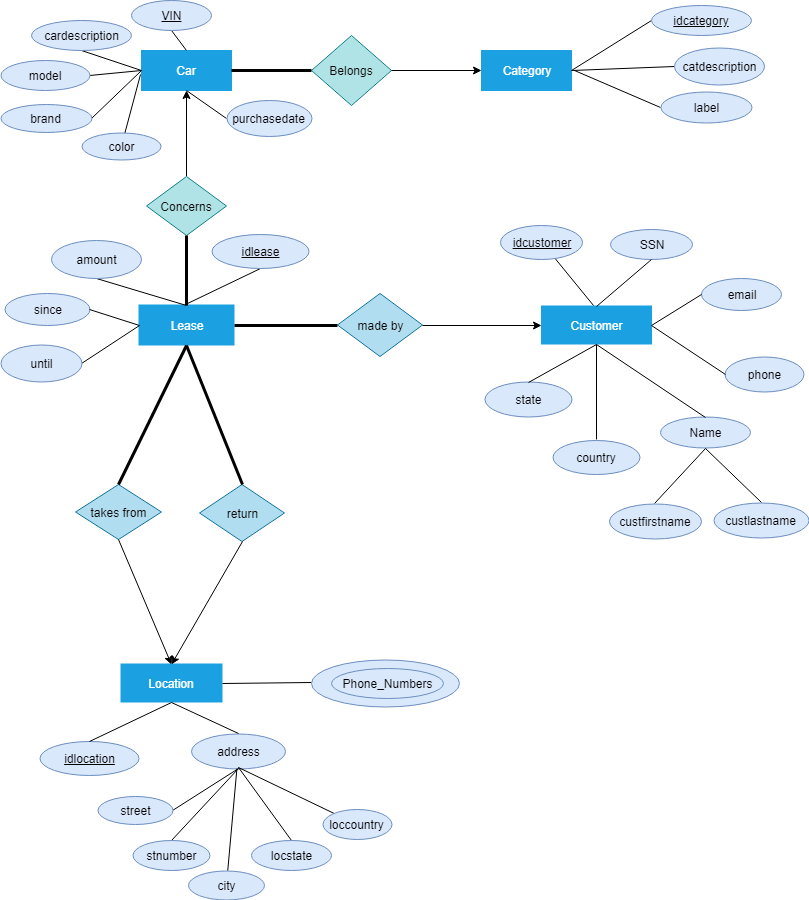 VIN
idcategory
cardescription
Car
Belongs
Category
catdescription
model
label
brand
purchasedate
color
Concerns
idlease
idcustomer
SSN
amount
email
since
Lease
made by
Customer
until
phone
state
Name
country
takes from
return
custfirstname
custlastname
Location
Phone_Numbers
idlocation
address
street
loccountry
stnumber
locstate
city